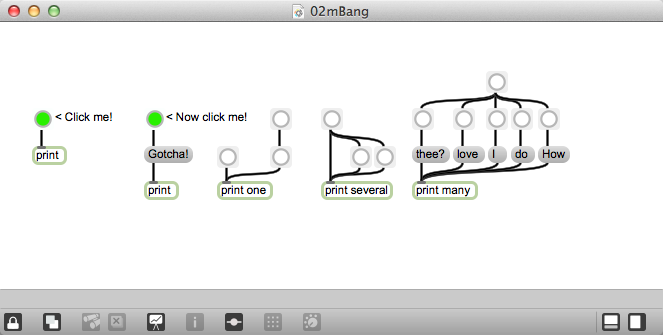 02mBang
< Click me!
< Now click me!
print
Gotcha!
print
print one
print several
thee?
love
I
do
How
print many